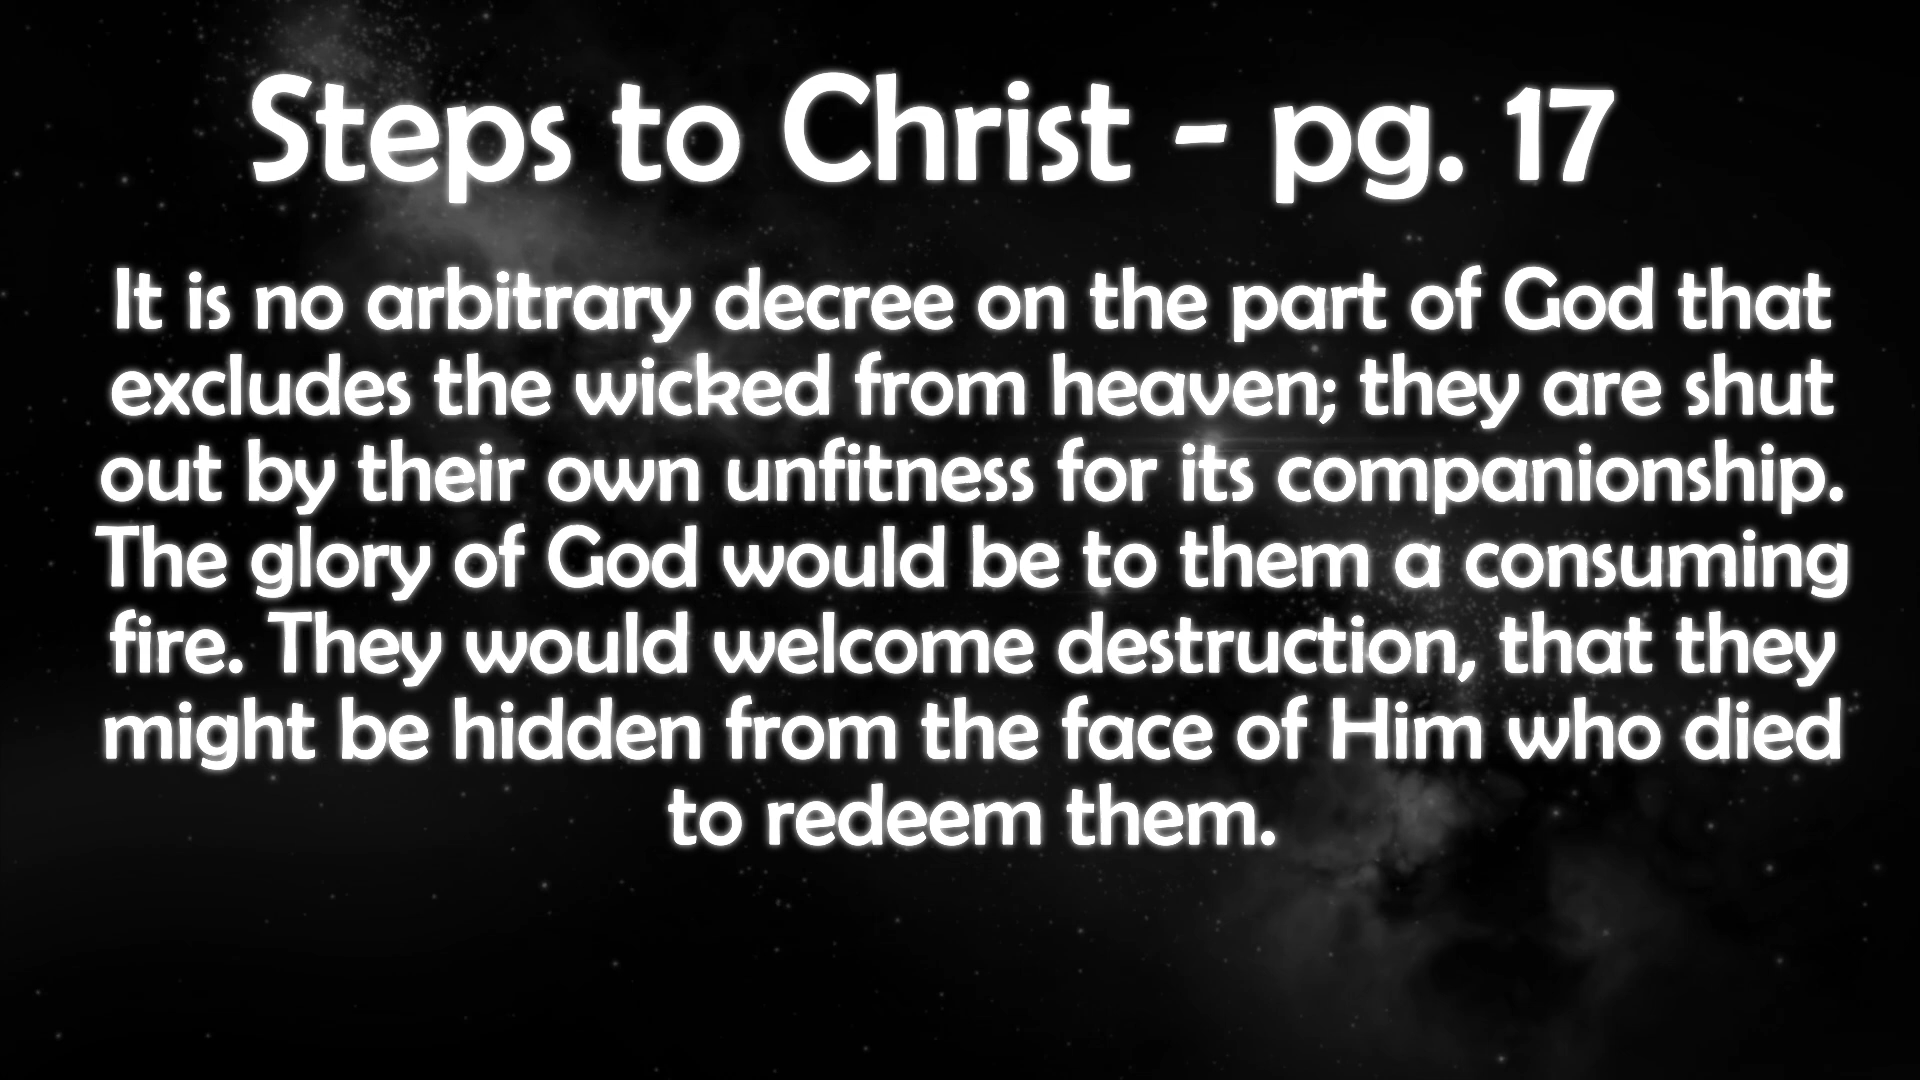 Steps to Christ - pg. 17
It is no arbitrary decree on the part of God that
excludes the wicked from heaven; they are shut
out by their own unfitness for its companionship.
The glory of God would be to them a consuming
fire. They would welcome destruction, that they
might be hidden from the face of Him who died
to redeem them.